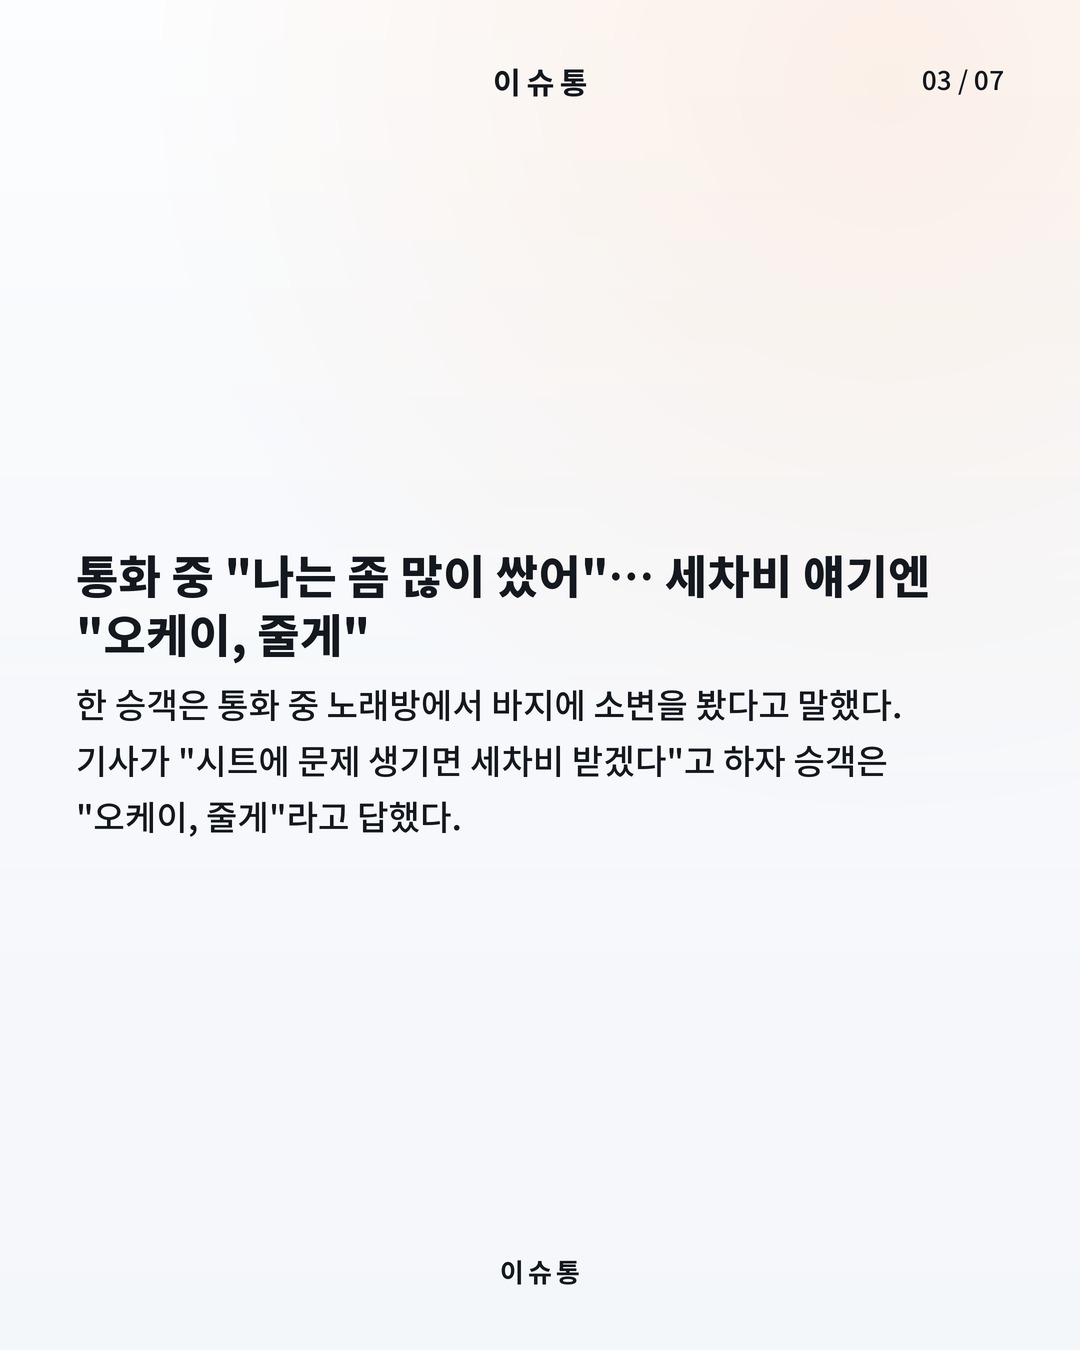 이슈통
03 / 07
통화 중 "나는 좀 많이 쌌어"… 세차비 얘기엔
"오케이, 줄게"
한 승객은 통화 중 노래방에서 바지에 소변을 봤다고 말했다.
기사가 "시트에 문제 생기면 세차비 받겠다"고 하자 승객은
"오케이, 줄게"라고 답했다.
이슈통